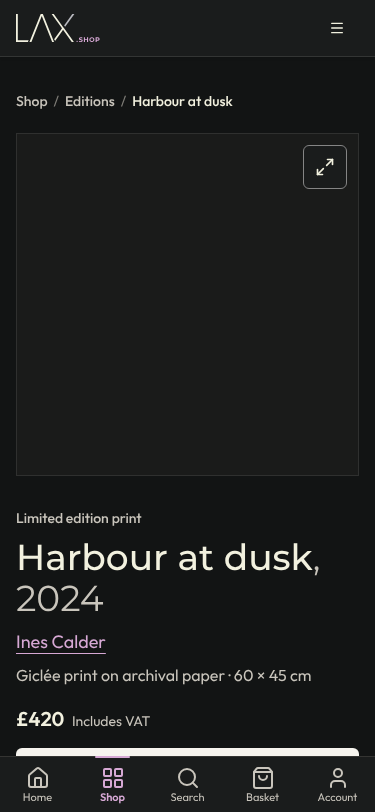 LAX.SHOP
Shop / Editions / Harbour at dusk
Limited edition print
Harbour at dusk,
2024
Ines Calder
Giclée print on archival paper · 60 × 45 cm
£420 Includes VAT
Home Shop Search Basket Account